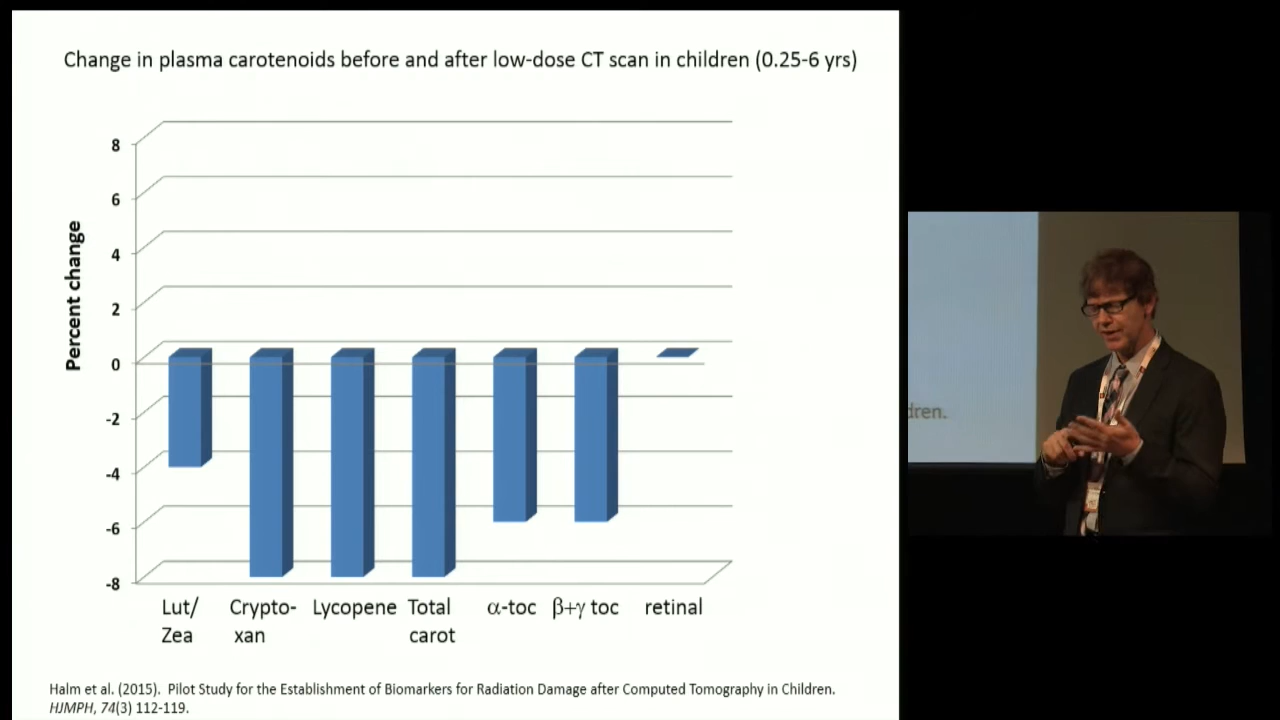 Change in plasma carotenoids before and after low-dose CT scan in children (0.25-6 yrs)
Percent change
8
6
4
2
0
-2
-4
-6
-8
Lut/ Crypto- Lycopene Total α-toc β+γ toc retinal
Zea xan carot
Halm et al. (2015). Pilot Study for the Establishment of Biomarkers for Radiation Damage after Computed Tomography in Children.
HJMPH, 74(3) 112-119.
dren.